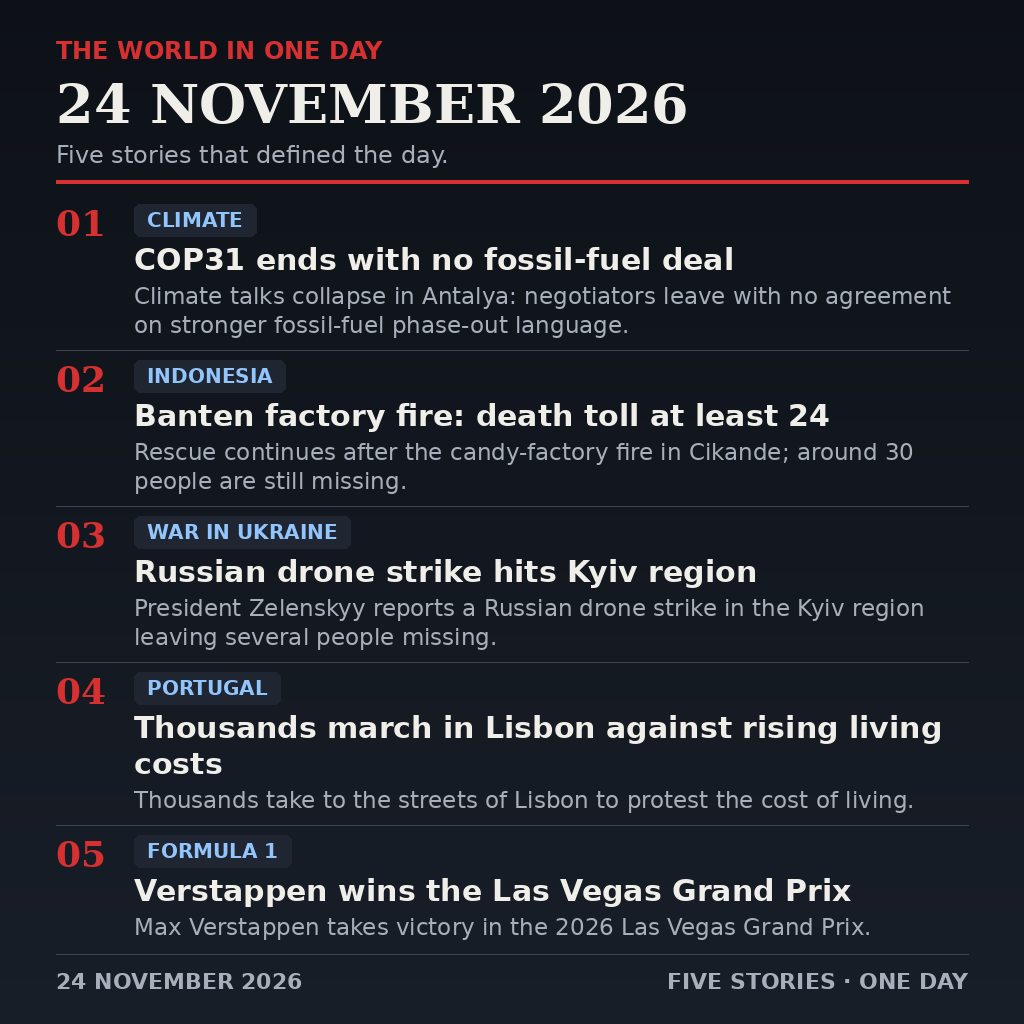 THE WORLD IN ONE DAY
24 NOVEMBER 2026
Five stories that defined the day.
01
CLIMATE
COP31 ends with no fossil-fuel deal
Climate talks collapse in Antalya: negotiators leave with no agreement
on stronger fossil-fuel phase-out language.
02
INDONESIA
Banten factory fire: death toll at least 24
Rescue continues after the candy-factory fire in Cikande; around 30
people are still missing.
03
WAR IN UKRAINE
Russian drone strike hits Kyiv region
President Zelenskyy reports a Russian drone strike in the Kyiv region
leaving several people missing.
04
PORTUGAL
Thousands march in Lisbon against rising living
costs
Thousands take to the streets of Lisbon to protest the cost of living.
05
FORMULA 1
Verstappen wins the Las Vegas Grand Prix
Max Verstappen takes victory in the 2026 Las Vegas Grand Prix.
24 NOVEMBER 2026
FIVE STORIES · ONE DAY